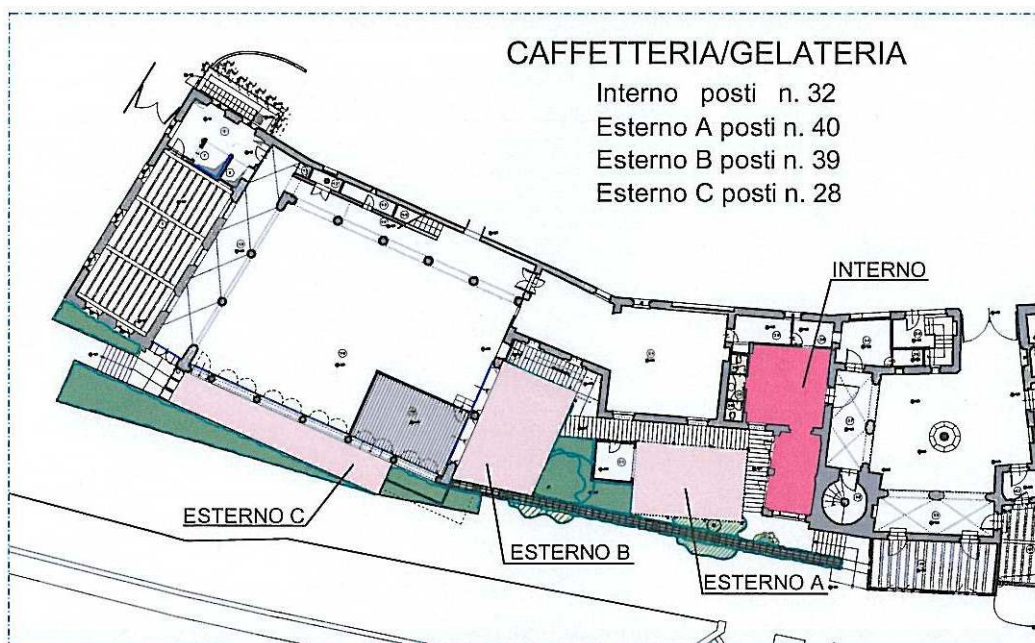 CAFFETTERIA/GELATERIA
Interno posti n. 32
Esterno A posti n. 40
Esterno B posti n. 39
Esterno C posti n. 28
INTERNO
ESTERNO C
ESTERNO B
ESTERNO A